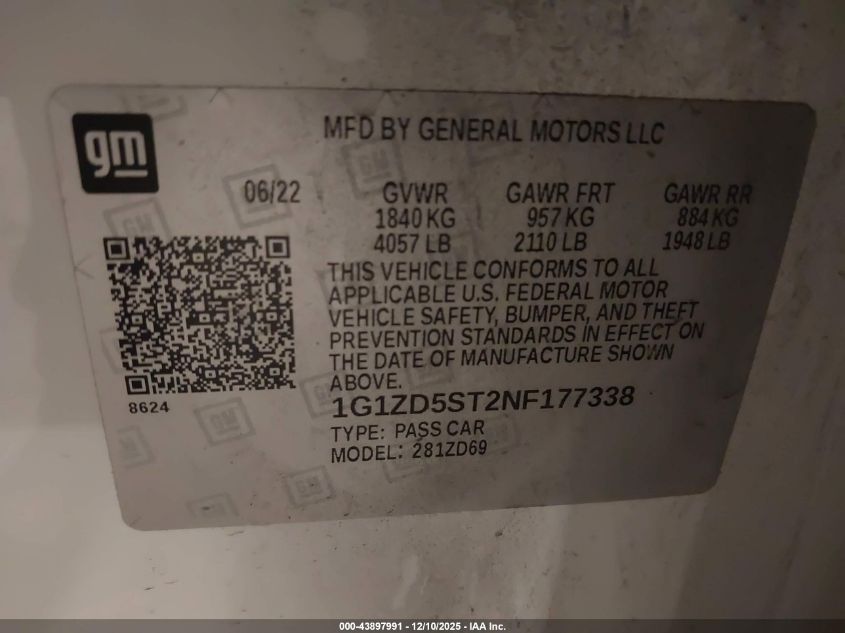 gm
MFD BY GENERAL MOTORS LLC
06/22 GVWR GAWR FRT GAWR RR
1840 KG 957 KG 884 KG
4057 LB 2110 LB 1948 LB
THIS VEHICLE CONFORMS TO ALL
APPLICABLE U.S. FEDERAL MOTOR
VEHICLE SAFETY, BUMPER, AND THEFT
PREVENTION STANDARDS IN EFFECT ON
THE DATE OF MANUFACTURE SHOWN
ABOVE.
8624
1G1ZD5ST2NF177338
TYPE: PASS CAR
MODEL: 281ZD69
000-43897991 - 12/10/2025 - IAA Inc.